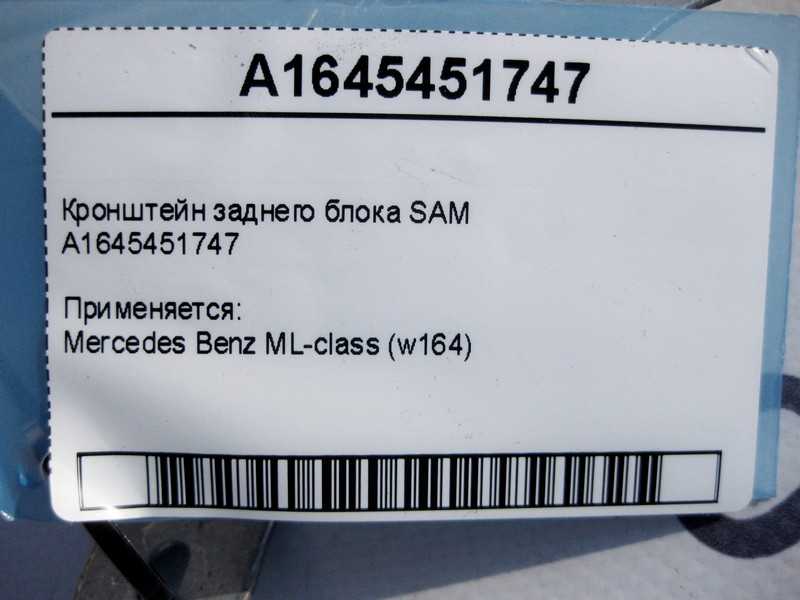 A1645451747
Кронштейн заднего блока SAM
A1645451747
Применяется:
Mercedes Benz ML-class (w164)